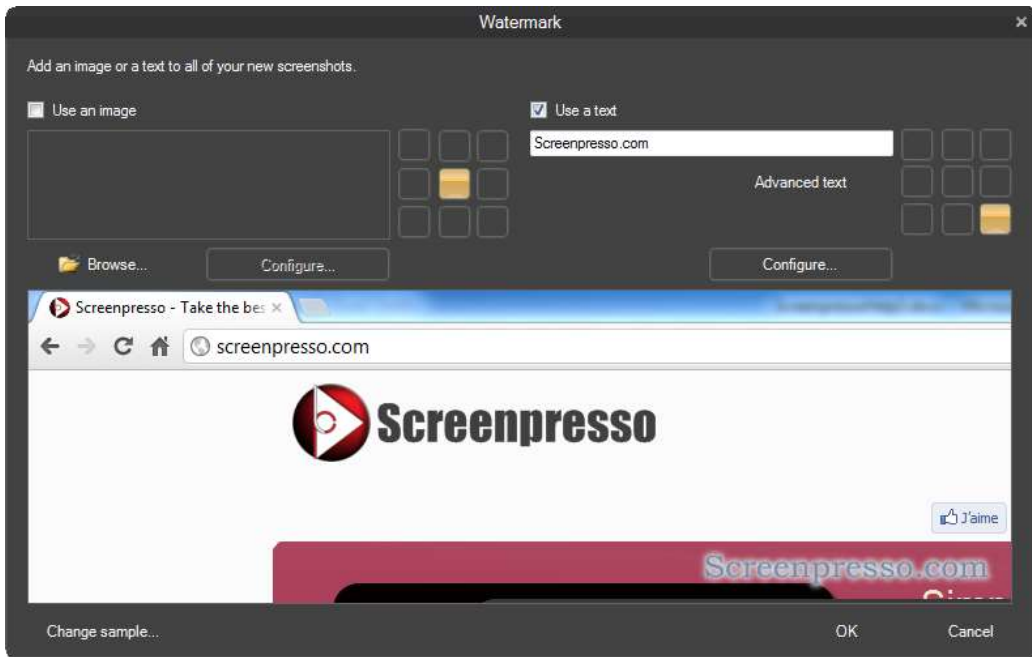 Watermark
Add an image or a text to all of your new screenshots.
Use an image
Use a text
Screenpresso.com
Advanced text
Browse...
Configure...
Configure...
Screenpresso - Take the bes
screenpresso.com
Screenpresso
J'aime
Screenpresso.com
Change sample...
OK
Cancel